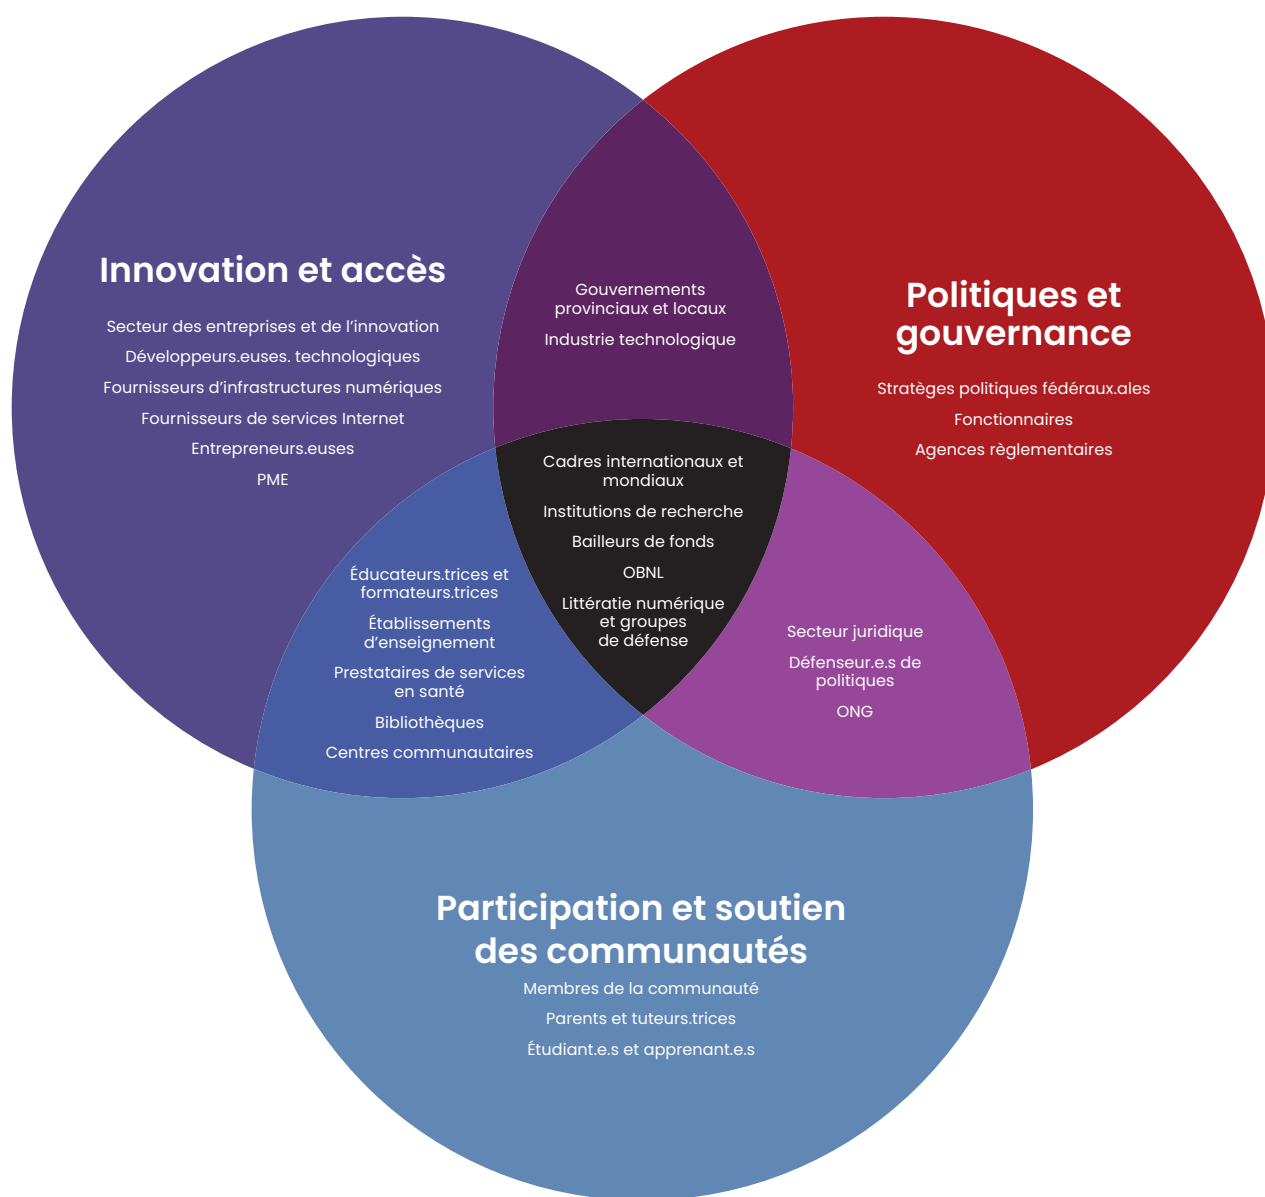 Innovation et accès
Secteur des entreprises et de l’innovation
Développeurs.euses. technologiques
Fournisseurs d’infrastructures numériques
Fournisseurs de services Internet
Entrepreneurs.euses
PME
Gouvernements
provinciaux et locaux
Industrie technologique
Politiques et
gouvernance
Stratèges politiques fédéraux.ales
Fonctionnaires
Agences règlementaires
Cadres internationaux et
mondiaux
Institutions de recherche
Bailleurs de fonds
OBNL
Littératie numérique
et groupes
de défense
Éducateurs.trices et
formateurs.trices
Établissements
d’enseignement
Prestataires de services
en santé
Bibliothèques
Centres communautaires
Secteur juridique
Défenseur.e.s de
politiques
ONG
Participation et soutien
des communautés
Membres de la communauté
Parents et tuteurs.trices
Étudiant.e.s et apprenant.e.s